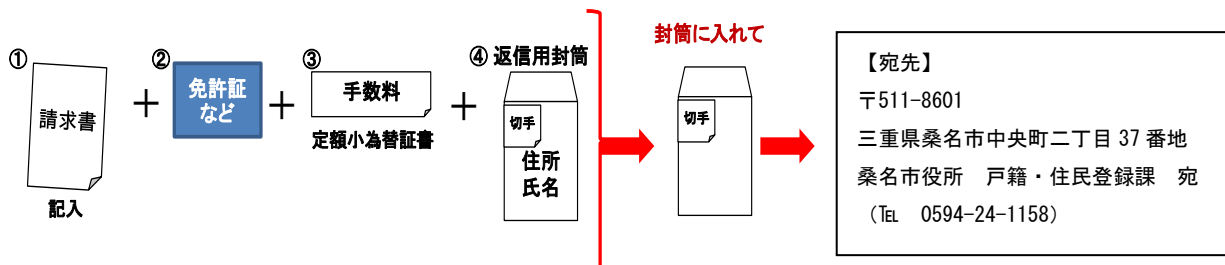 ①
請求書
記入
＋
②
免許証
など
＋
③
手数料
定額小為替証書
＋
④ 返信用封筒
切手
住所
氏名
封筒に入れて
切手
【宛先】
〒511-8601
三重県桑名市中央町二丁目 37 番地
桑名市役所　戸籍・住民登録課　宛
（℡　0594-24-1158）